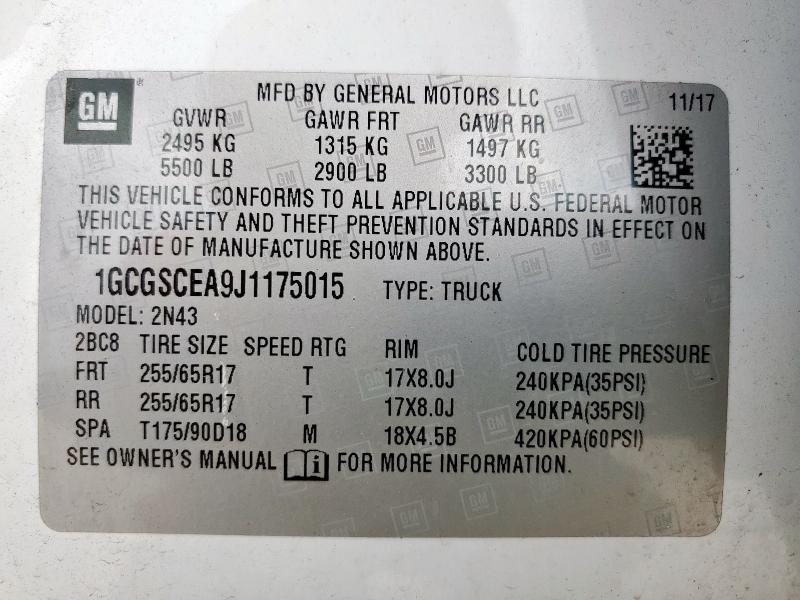 GM
MFD BY GENERAL MOTORS LLC 11/17
GVWR GAWR FRT GAWR RR
2495 KG 1315 KG 1497 KG
5500 LB 2900 LB 3300 LB
THIS VEHICLE CONFORMS TO ALL APPLICABLE U.S. FEDERAL MOTOR
VEHICLE SAFETY AND THEFT PREVENTION STANDARDS IN EFFECT ON
THE DATE OF MANUFACTURE SHOWN ABOVE.
1GCGSCEA9J1175015 TYPE: TRUCK
MODEL: 2N43
2BC8 TIRE SIZE SPEED RTG RIM COLD TIRE PRESSURE
FRT 255/65R17 T 17X8.0J 240KPA(35PSI)
RR 255/65R17 T 17X8.0J 240KPA(35PSI)
SPA T175/90D18 M 18X4.5B 420KPA(60PSI)
SEE OWNER'S MANUAL i FOR MORE INFORMATION.